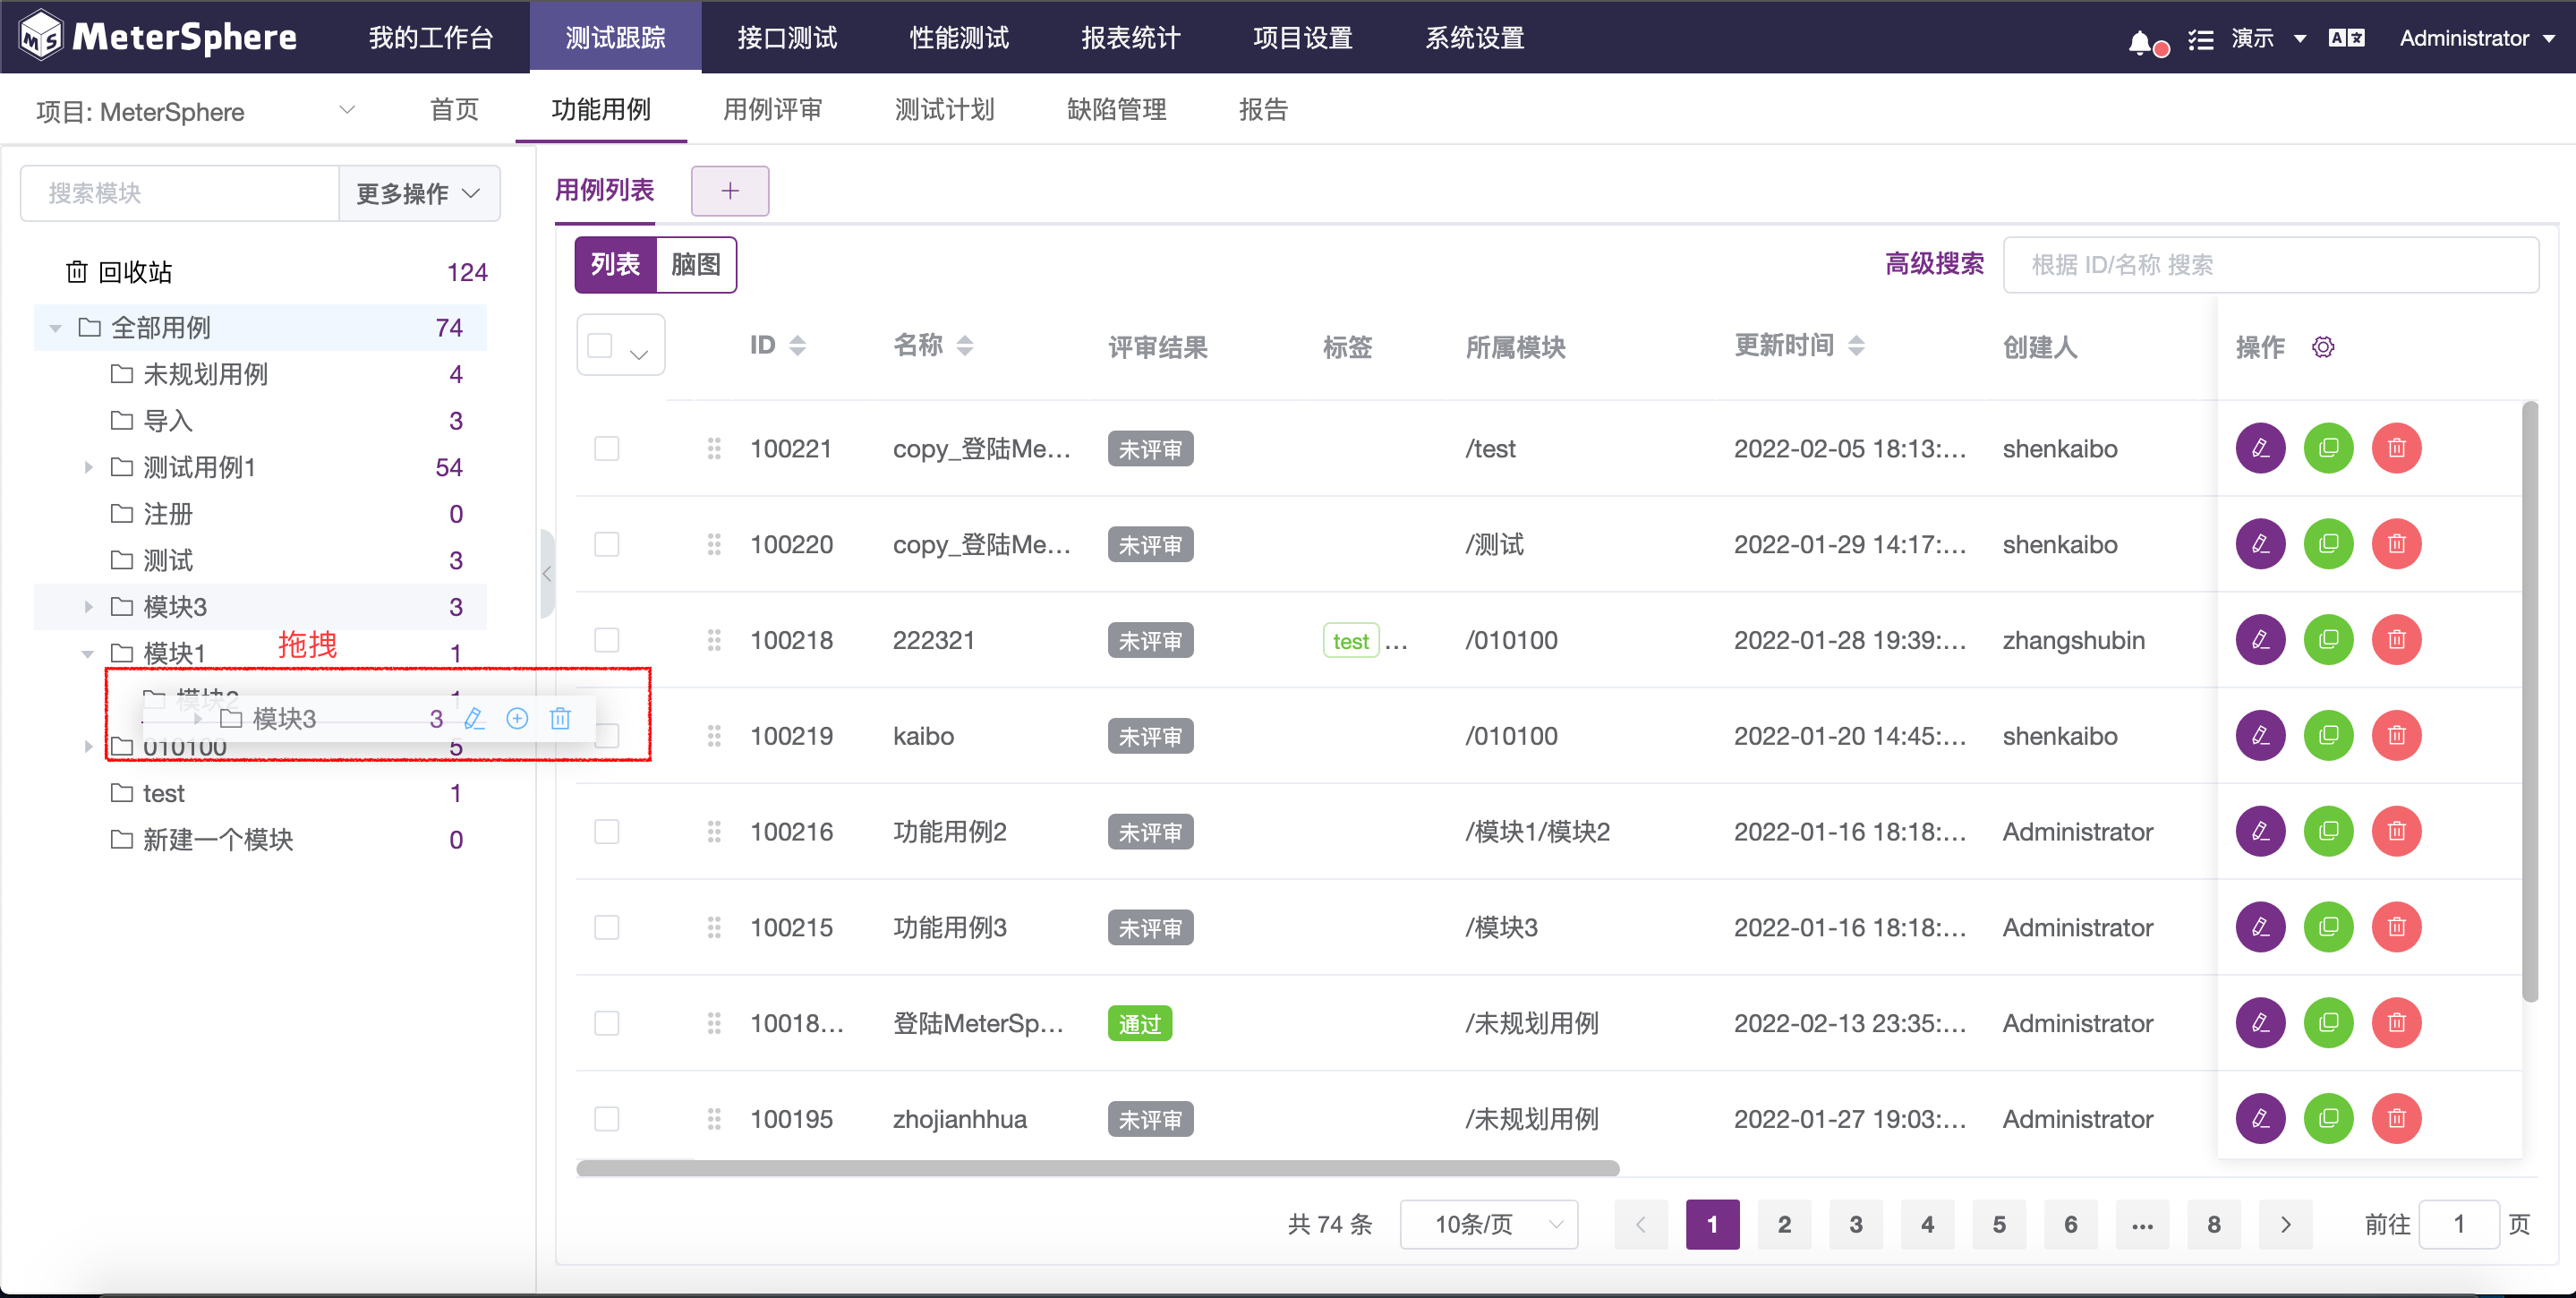 MeterSphere 我的工作台 测试跟踪 接口测试 性能测试 报表统计 项目设置 系统设置 演示 Administrator
项目: MeterSphere 首页 功能用例 用例评审 测试计划 缺陷管理 报告
搜索模块 更多操作
回收站 124
全部用例 74
未规划用例 4
导入 3
测试用例1 54
注册 0
测试 3
模块3 3
模块1 1
拖拽
模块2 1
模块3 3
010100 5
test 1
新建一个模块 0
用例列表 +
列表 脑图 高级搜索 根据 ID/名称 搜索
ID 名称 评审结果 标签 所属模块 更新时间 创建人 操作
100221 copy_登陆Me... 未评审 /test 2022-02-05 18:13:... shenkaibo
100220 copy_登陆Me... 未评审 /测试 2022-01-29 14:17:... shenkaibo
100218 222321 未评审 test ... /010100 2022-01-28 19:39:... zhangshubin
100219 kaibo 未评审 /010100 2022-01-20 14:45:... shenkaibo
100216 功能用例2 未评审 /模块1/模块2 2022-01-16 18:18:... Administrator
100215 功能用例3 未评审 /模块3 2022-01-16 18:18:... Administrator
10018... 登陆MeterSp... 通过 /未规划用例 2022-02-13 23:35:... Administrator
100195 zhojianhhua 未评审 /未规划用例 2022-01-27 19:03:... Administrator
共 74 条 10条/页 1 2 3 4 5 6 ... 8 前往 1 页